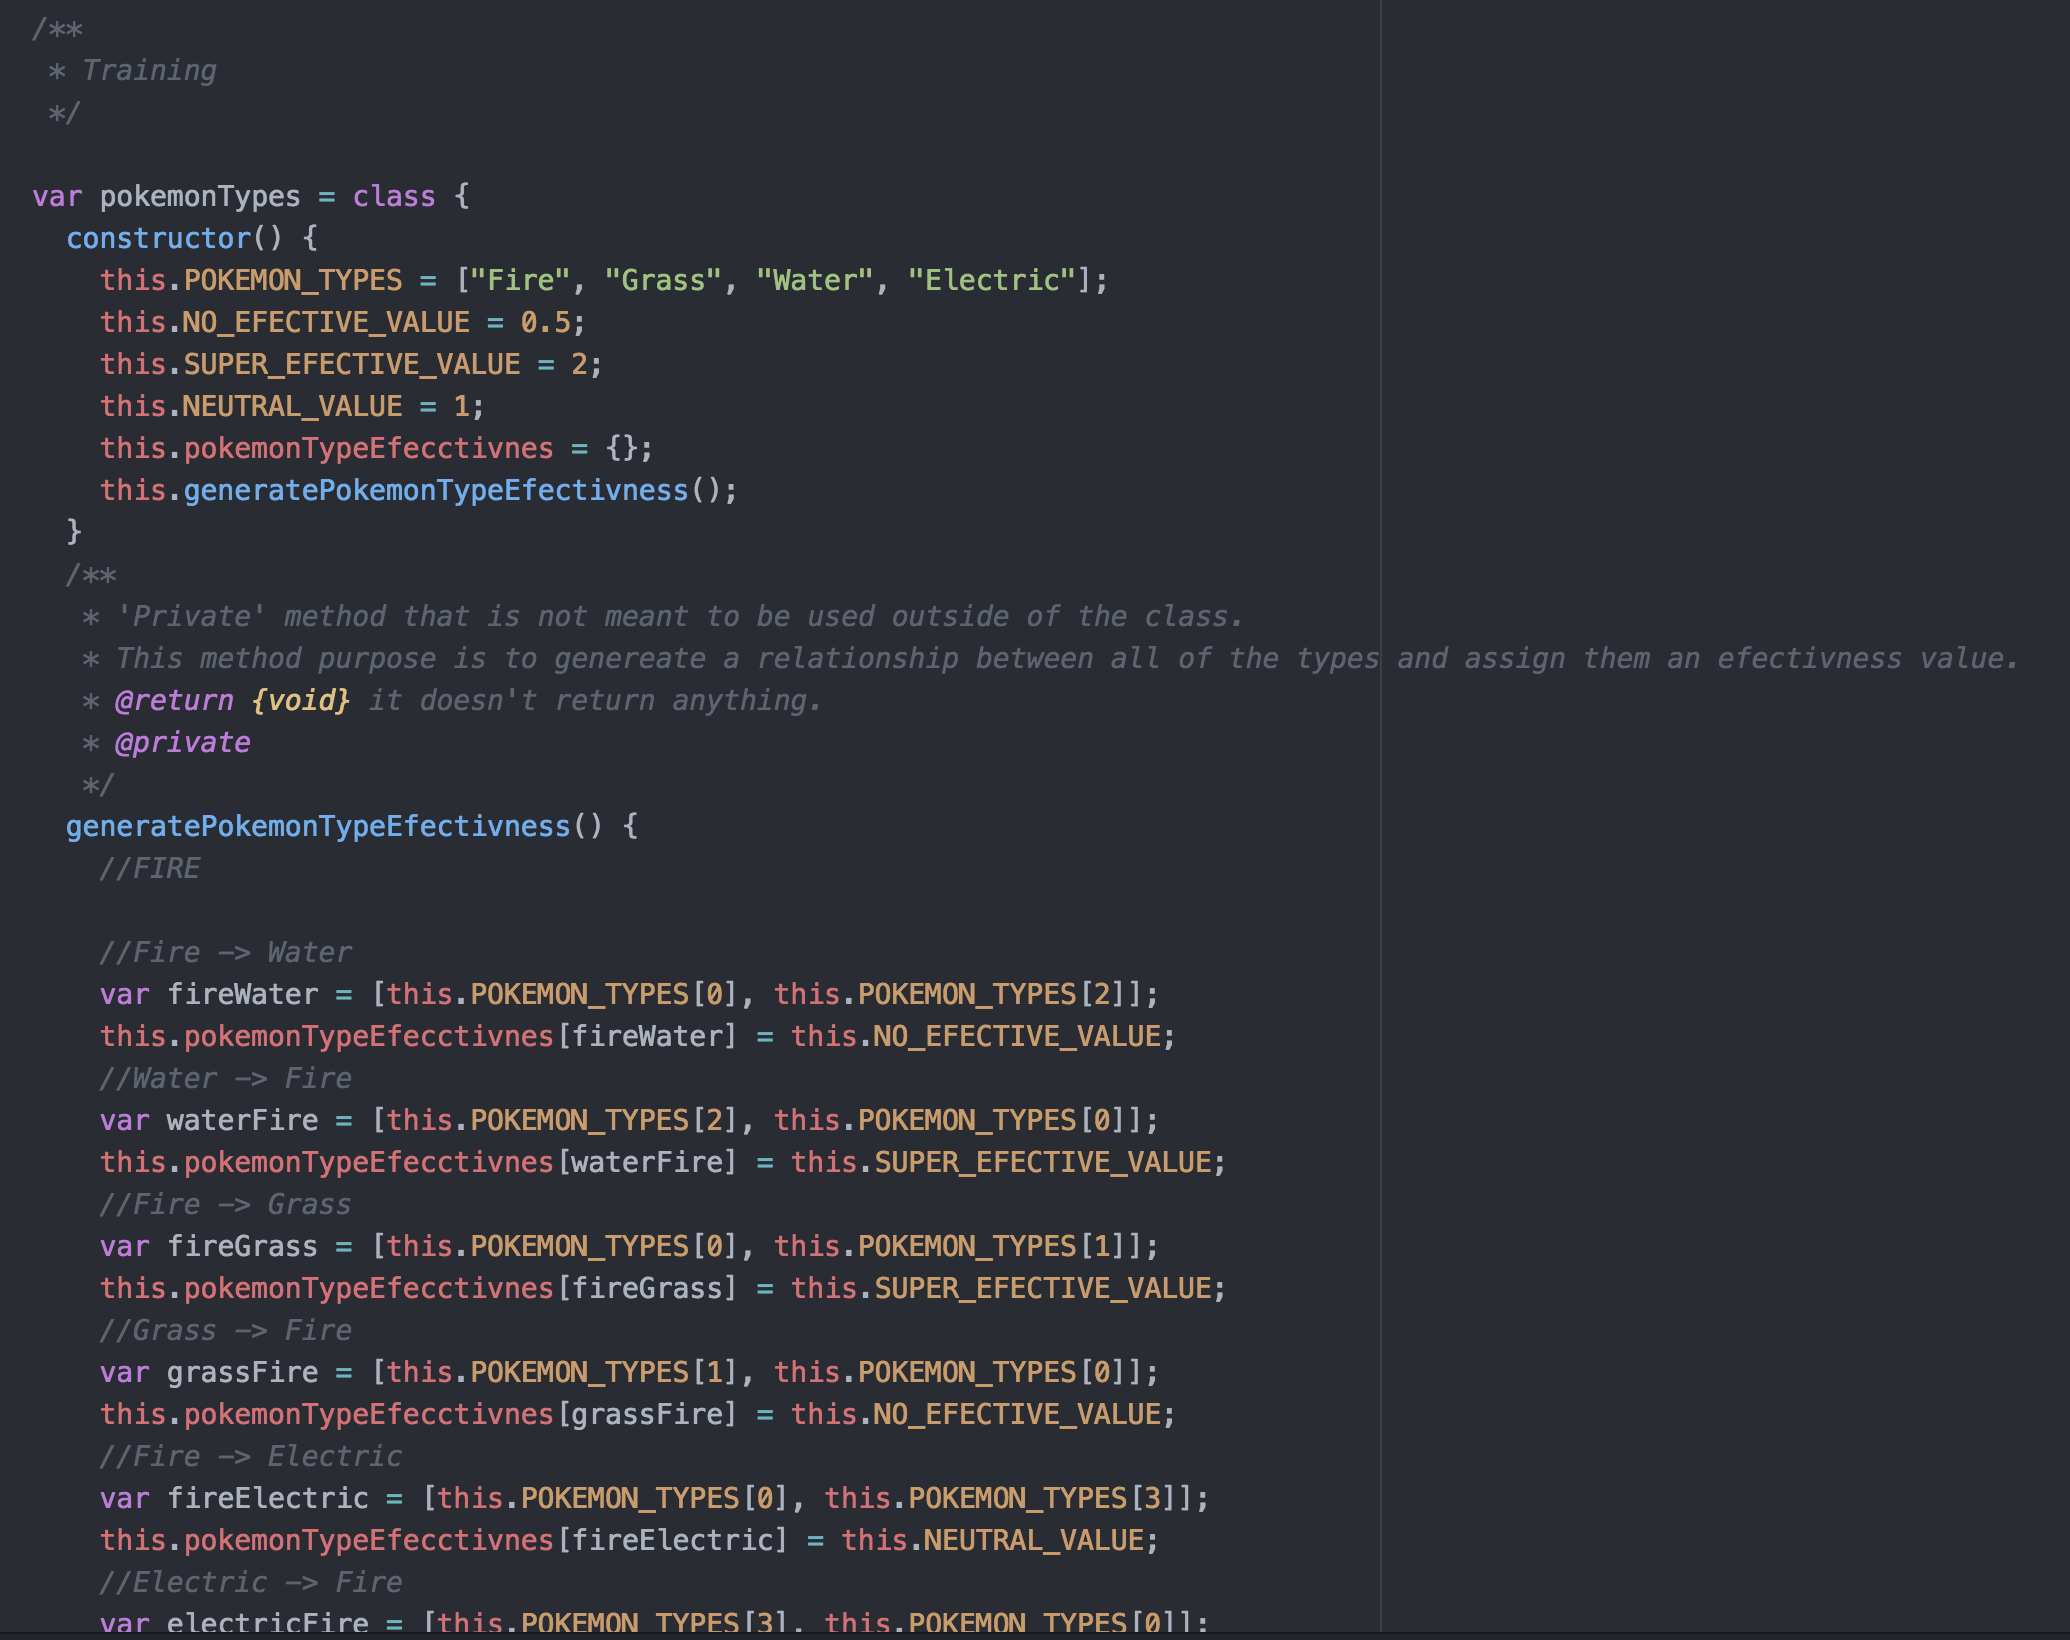 /**
 * Training
 */

var pokemonTypes = class {
  constructor() {
    this.POKEMON_TYPES = ["Fire", "Grass", "Water", "Electric"];
    this.NO_EFECTIVE_VALUE = 0.5;
    this.SUPER_EFECTIVE_VALUE = 2;
    this.NEUTRAL_VALUE = 1;
    this.pokemonTypeEfecctivnes = {};
    this.generatePokemonTypeEfectivness();
  }
  /**
   * 'Private' method that is not meant to be used outside of the class.
   * This method purpose is to genereate a relationship between all of the types and assign them an efectivness value.
   * @return {void} it doesn't return anything.
   * @private
   */
  generatePokemonTypeEfectivness() {
    //FIRE

    //Fire -> Water
    var fireWater = [this.POKEMON_TYPES[0], this.POKEMON_TYPES[2]];
    this.pokemonTypeEfecctivnes[fireWater] = this.NO_EFECTIVE_VALUE;
    //Water -> Fire
    var waterFire = [this.POKEMON_TYPES[2], this.POKEMON_TYPES[0]];
    this.pokemonTypeEfecctivnes[waterFire] = this.SUPER_EFECTIVE_VALUE;
    //Fire -> Grass
    var fireGrass = [this.POKEMON_TYPES[0], this.POKEMON_TYPES[1]];
    this.pokemonTypeEfecctivnes[fireGrass] = this.SUPER_EFECTIVE_VALUE;
    //Grass -> Fire
    var grassFire = [this.POKEMON_TYPES[1], this.POKEMON_TYPES[0]];
    this.pokemonTypeEfecctivnes[grassFire] = this.NO_EFECTIVE_VALUE;
    //Fire -> Electric
    var fireElectric = [this.POKEMON_TYPES[0], this.POKEMON_TYPES[3]];
    this.pokemonTypeEfecctivnes[fireElectric] = this.NEUTRAL_VALUE;
    //Electric -> Fire
    var electricFire = [this.POKEMON_TYPES[3], this.POKEMON_TYPES[0]];